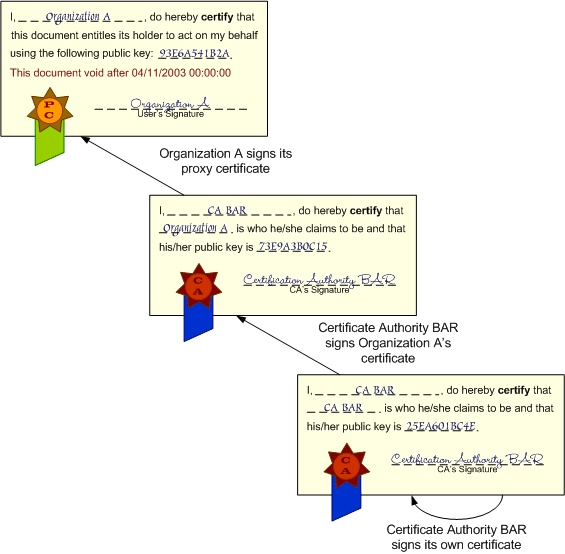 I, Organization A, do hereby certify that
this document entitles its holder to act on my behalf
using the following public key: 93E6A541B2A.
This document void after 04/11/2003 00:00:00
PC
Organization A
User's Signature
Organization A signs its
proxy certificate
I, CA BAR, do hereby certify that
Organization A is who he/she claims to be and that
his/her public key is 73E9A3B0C15.
CA
Certification Authority BAR
CA's Signature
Certificate Authority BAR
signs Organization A's
certificate
I, CA BAR, do hereby certify that
CA BAR is who he/she claims to be and that
his/her public key is 25EA601BC4E.
CA
Certification Authority BAR
CA's Signature
Certificate Authority BAR
signs its own certificate